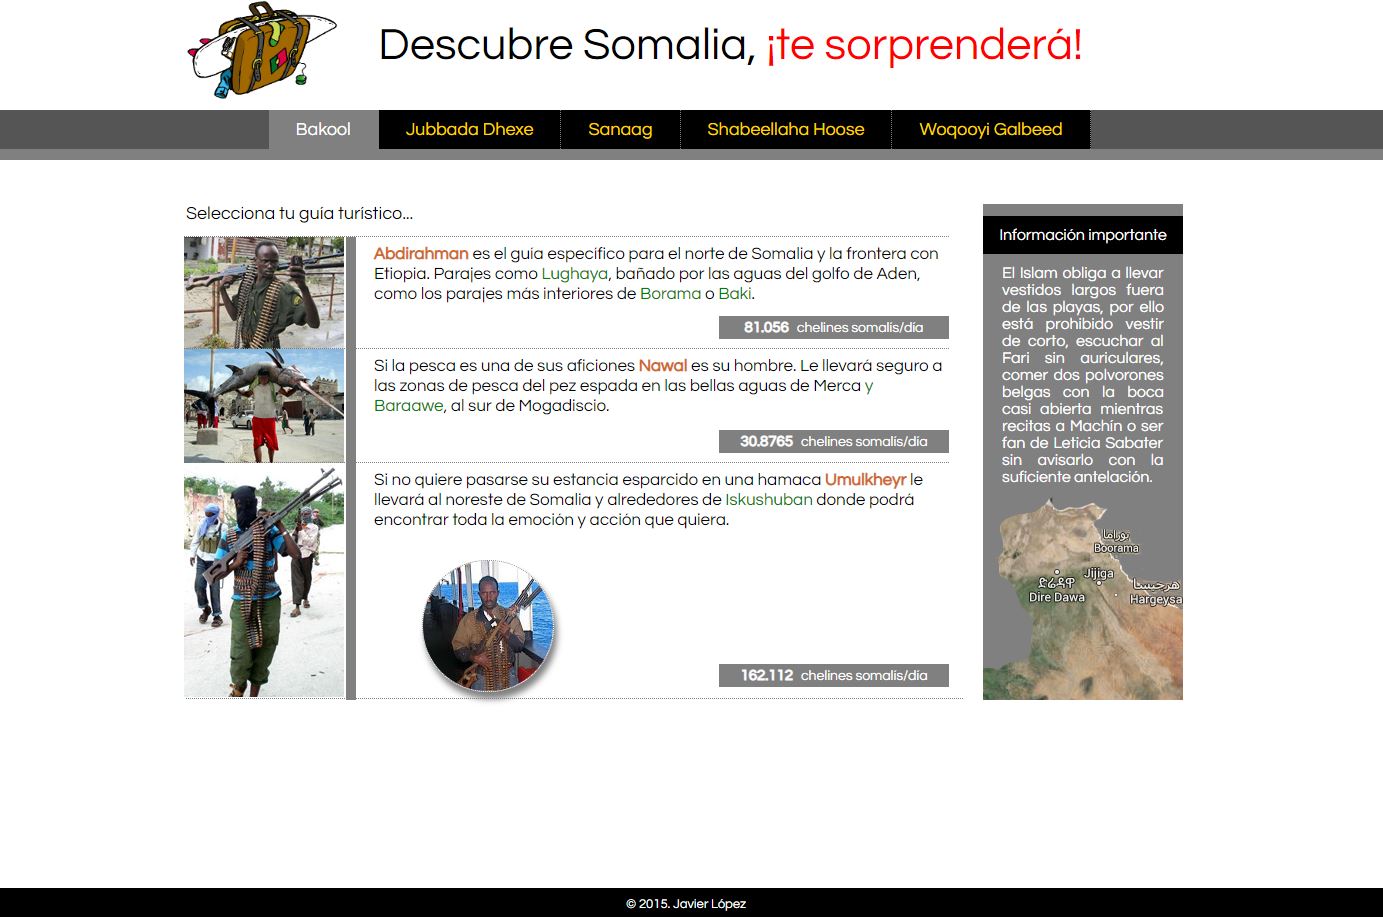 Descubre Somalia, ¡te sorprenderá!
Bakool
Jubbada Dhexe
Sanaag
Shabeellaha Hoose
Woqooyi Galbeed
Selecciona tu guía turístico...
Abdirahman es el guía específico para el norte de Somalia y la frontera con
Etiopia. Parajes como Lughaya, bañado por las aguas del golfo de Aden,
como los parajes más interiores de Borama o Baki.
81.056 chelines somalís/día
Si la pesca es una de sus aficiones Nawal es su hombre. Le llevará seguro a
las zonas de pesca del pez espada en las bellas aguas de Merca y
Baraawe, al sur de Mogadiscio.
30.8765 chelines somalís/día
Si no quiere pasarse su estancia esparcido en una hamaca Umulkheyr le
llevará al noreste de Somalia y alrededores de Iskushuban donde podrá
encontrar toda la emoción y acción que quiera.
162.112 chelines somalís/día
Información importante
El Islam obliga a llevar
vestidos largos fuera
de las playas, por ello
está prohibido vestir
de corto, escuchar al
Fari sin auriculares,
comer dos polvorones
belgas con la boca
casi abierta mientras
recitas a Machín o ser
fan de Leticia Sabater
sin avisarlo con la
suficiente antelación.
بوراما
Boorama
Jijiga
ድሬዳዋ
Dire Dawa
هرجيسا
Hargeysa
© 2015. Javier López